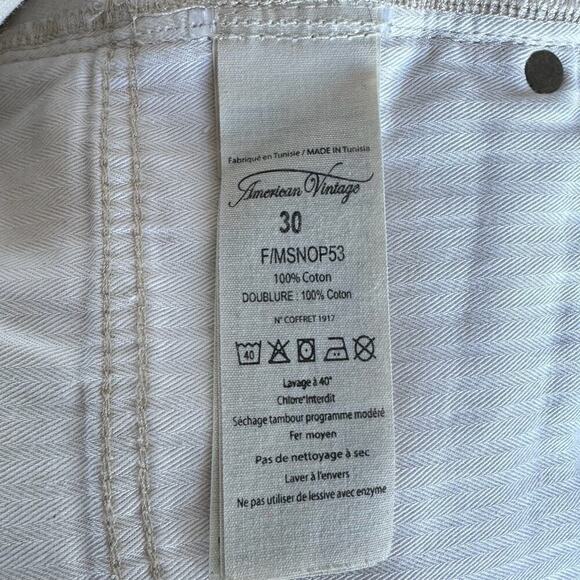 Fabriqué en Tunisie / MADE IN Tunisia
American Vintage
30
F/MSNOP53
100% Coton
DOUBLURE : 100% Coton
N° COFFRET 1917
40
Lavage à 40°
Chlore Interdit
Séchage tambour programme modéré
Fer moyen
Pas de nettoyage à sec
Laver à l'envers
Ne pas utiliser de lessive avec enzyme